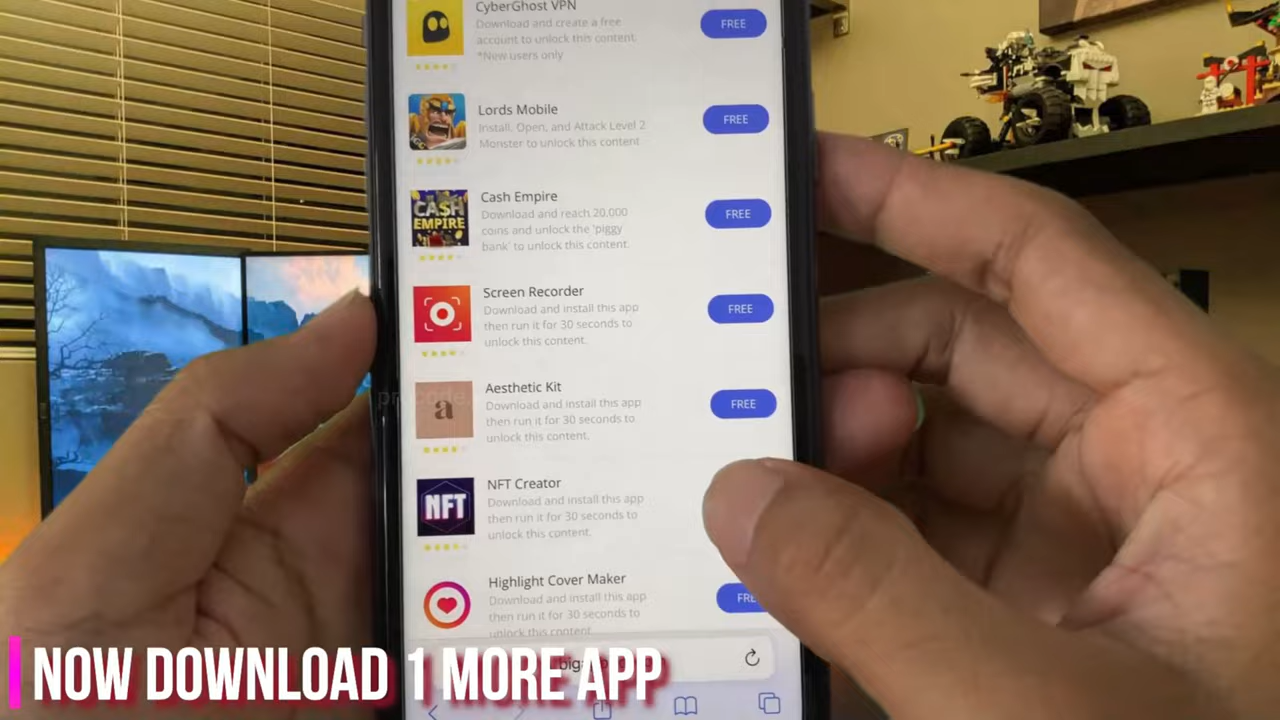 CyberGhost VPN
Download and create a free
account to unlock this content.
*New users only
FREE
Lords Mobile
Install, Open, and Attack Level 2
Monster to unlock this content
FREE
CA$H
EMPIRE
Cash Empire
Download and reach 20,000
coins and unlock the 'piggy
bank' to unlock this content.
FREE
Screen Recorder
Download and install this app
then run it for 30 seconds to
unlock this content.
FREE
a
Aesthetic Kit
Download and install this app
then run it for 30 seconds to
unlock this content.
FREE
NFT
NFT Creator
Download and install this app
then run it for 30 seconds to
unlock this content.
Highlight Cover Maker
Download and install this app
then run it for 30 seconds to
unlock this content.
NOW DOWNLOAD 1 MORE APP